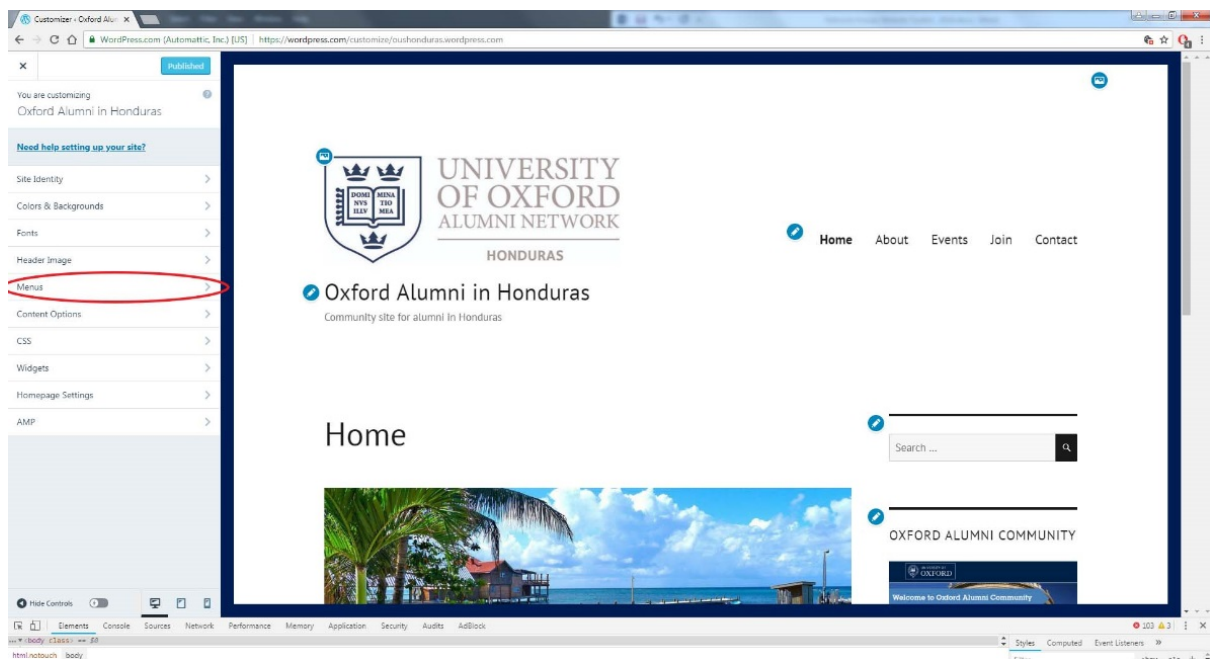 Customizer ‹ Oxford Alu
WordPress.com (Automattic, Inc.) [US] https://wordpress.com/customize/oushonduras.wordpress.com
Published
You are customizing
Oxford Alumni in Honduras
Need help setting up your site?
Site Identity
Colors & Backgrounds
Fonts
Header Image
Menus
Content Options
CSS
Widgets
Homepage Settings
AMP
Hide Controls
DOMI MINA
NVS TIO
ILLV MEA
UNIVERSITY
OF OXFORD
ALUMNI NETWORK
HONDURAS
Home About Events Join Contact
Oxford Alumni in Honduras
Community site for alumni in Honduras
Home
Search ...
OXFORD ALUMNI COMMUNITY
OXFORD
Welcome to Oxford Alumni Community
Elements Console Sources Network Performance Memory Application Security Audits AdBlock 103 3
<body class> == $0 Styles Computed Event Listeners »
html.notouch body